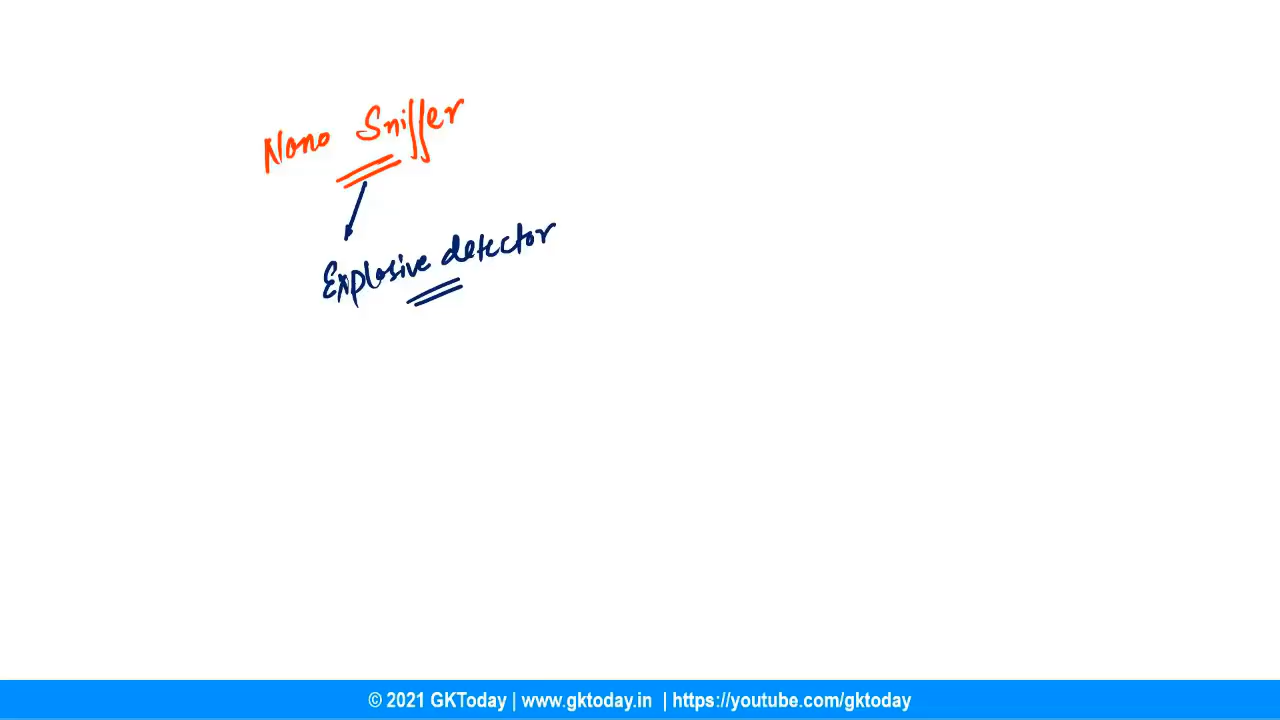 Nano Sniffer
Explosive detector
© 2021 GKToday | www.gktoday.in | https://youtube.com/gktoday